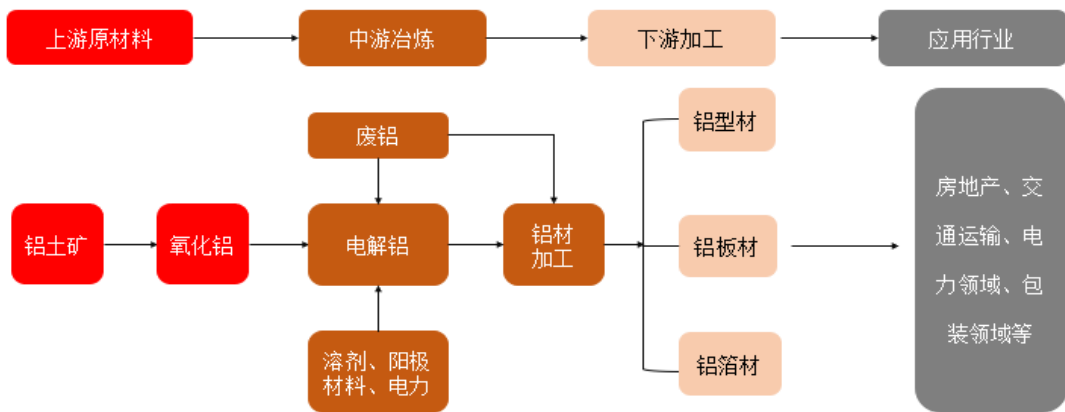 上游原材料
中游冶炼
下游加工
应用行业
废铝
铝土矿
氧化铝
电解铝
铝材
加工
溶剂、阳极
材料、电力
铝型材
铝板材
铝箔材
房地产、交
通运输、电
力领域、包
装领域等